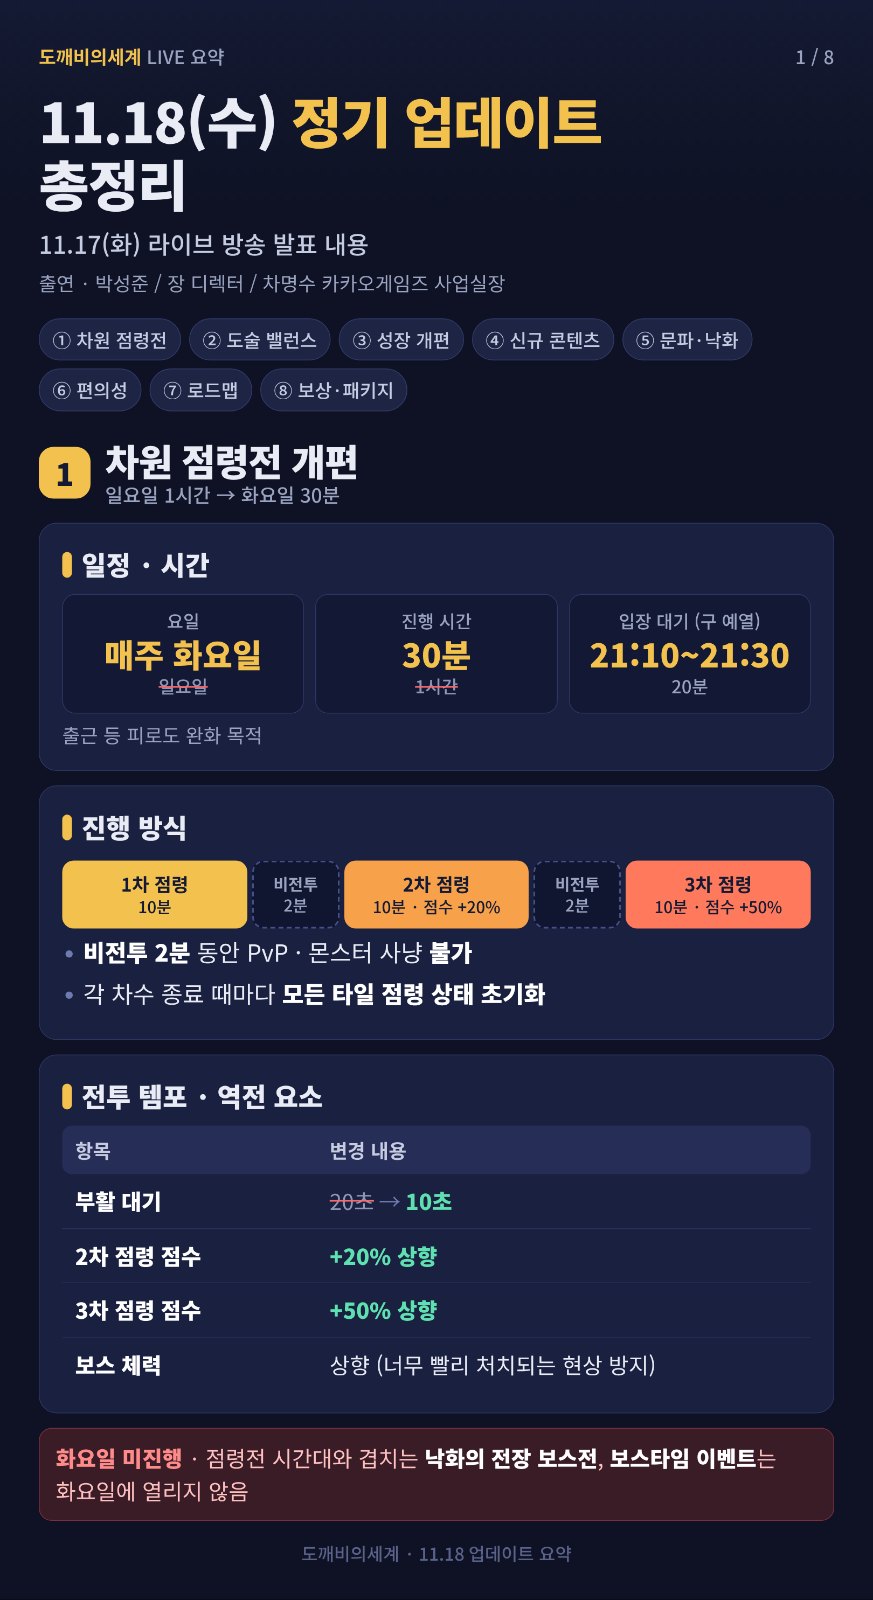 도깨비의세계 LIVE 요약
1 / 8
11.18(수) 정기 업데이트
총정리
11.17(화) 라이브 방송 발표 내용
출연 · 박성준 / 장 디렉터 / 차명수 카카오게임즈 사업실장
① 차원 점령전 ② 도술 밸런스 ③ 성장 개편 ④ 신규 콘텐츠 ⑤ 문파·낙화
⑥ 편의성 ⑦ 로드맵 ⑧ 보상·패키지
1 차원 점령전 개편
일요일 1시간 → 화요일 30분
일정 · 시간
요일
매주 화요일
일요일
진행 시간
30분
1시간
입장 대기 (구 예열)
21:10~21:30
20분
출근 등 피로도 완화 목적
진행 방식
1차 점령
10분
비전투
2분
2차 점령
10분 · 점수 +20%
비전투
2분
3차 점령
10분 · 점수 +50%
• 비전투 2분 동안 PvP · 몬스터 사냥 불가
• 각 차수 종료 때마다 모든 타일 점령 상태 초기화
전투 템포 · 역전 요소
항목 변경 내용
부활 대기 20초 → 10초
2차 점령 점수 +20% 상향
3차 점령 점수 +50% 상향
보스 체력 상향 (너무 빨리 처치되는 현상 방지)
화요일 미진행 · 점령전 시간대와 겹치는 낙화의 전장 보스전, 보스타임 이벤트는
화요일에 열리지 않음
도깨비의세계 · 11.18 업데이트 요약